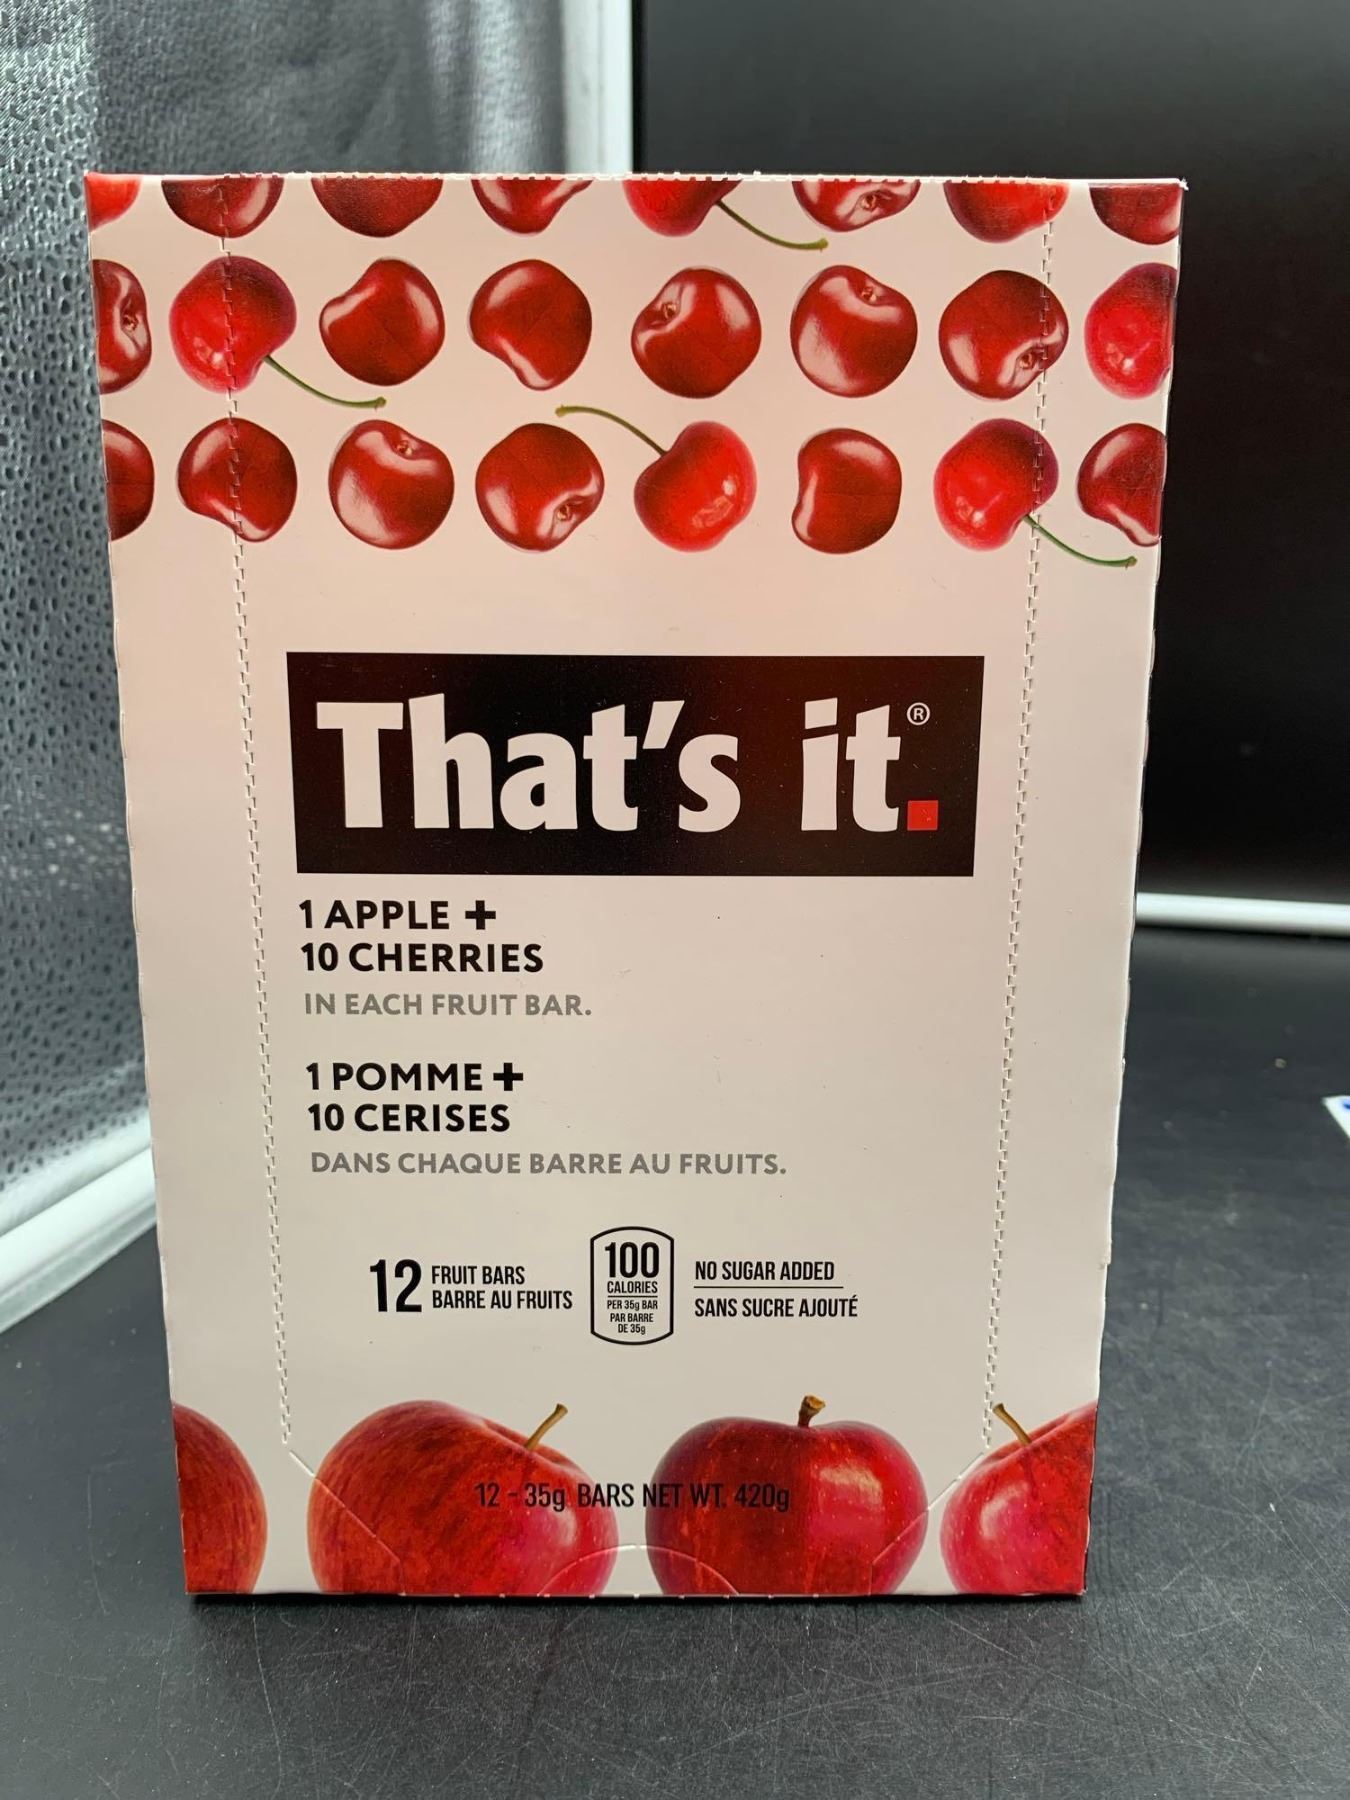 That's it.®
1 APPLE +
10 CHERRIES
IN EACH FRUIT BAR.
1 POMME +
10 CERISES
DANS CHAQUE BARRE AU FRUITS.
12 FRUIT BARS
BARRE AU FRUITS
100
CALORIES
PER 35g BAR
PAR BARRE
DE 35g
NO SUGAR ADDED
SANS SUCRE AJOUTÉ
12 - 35g BARS NET WT. 420g